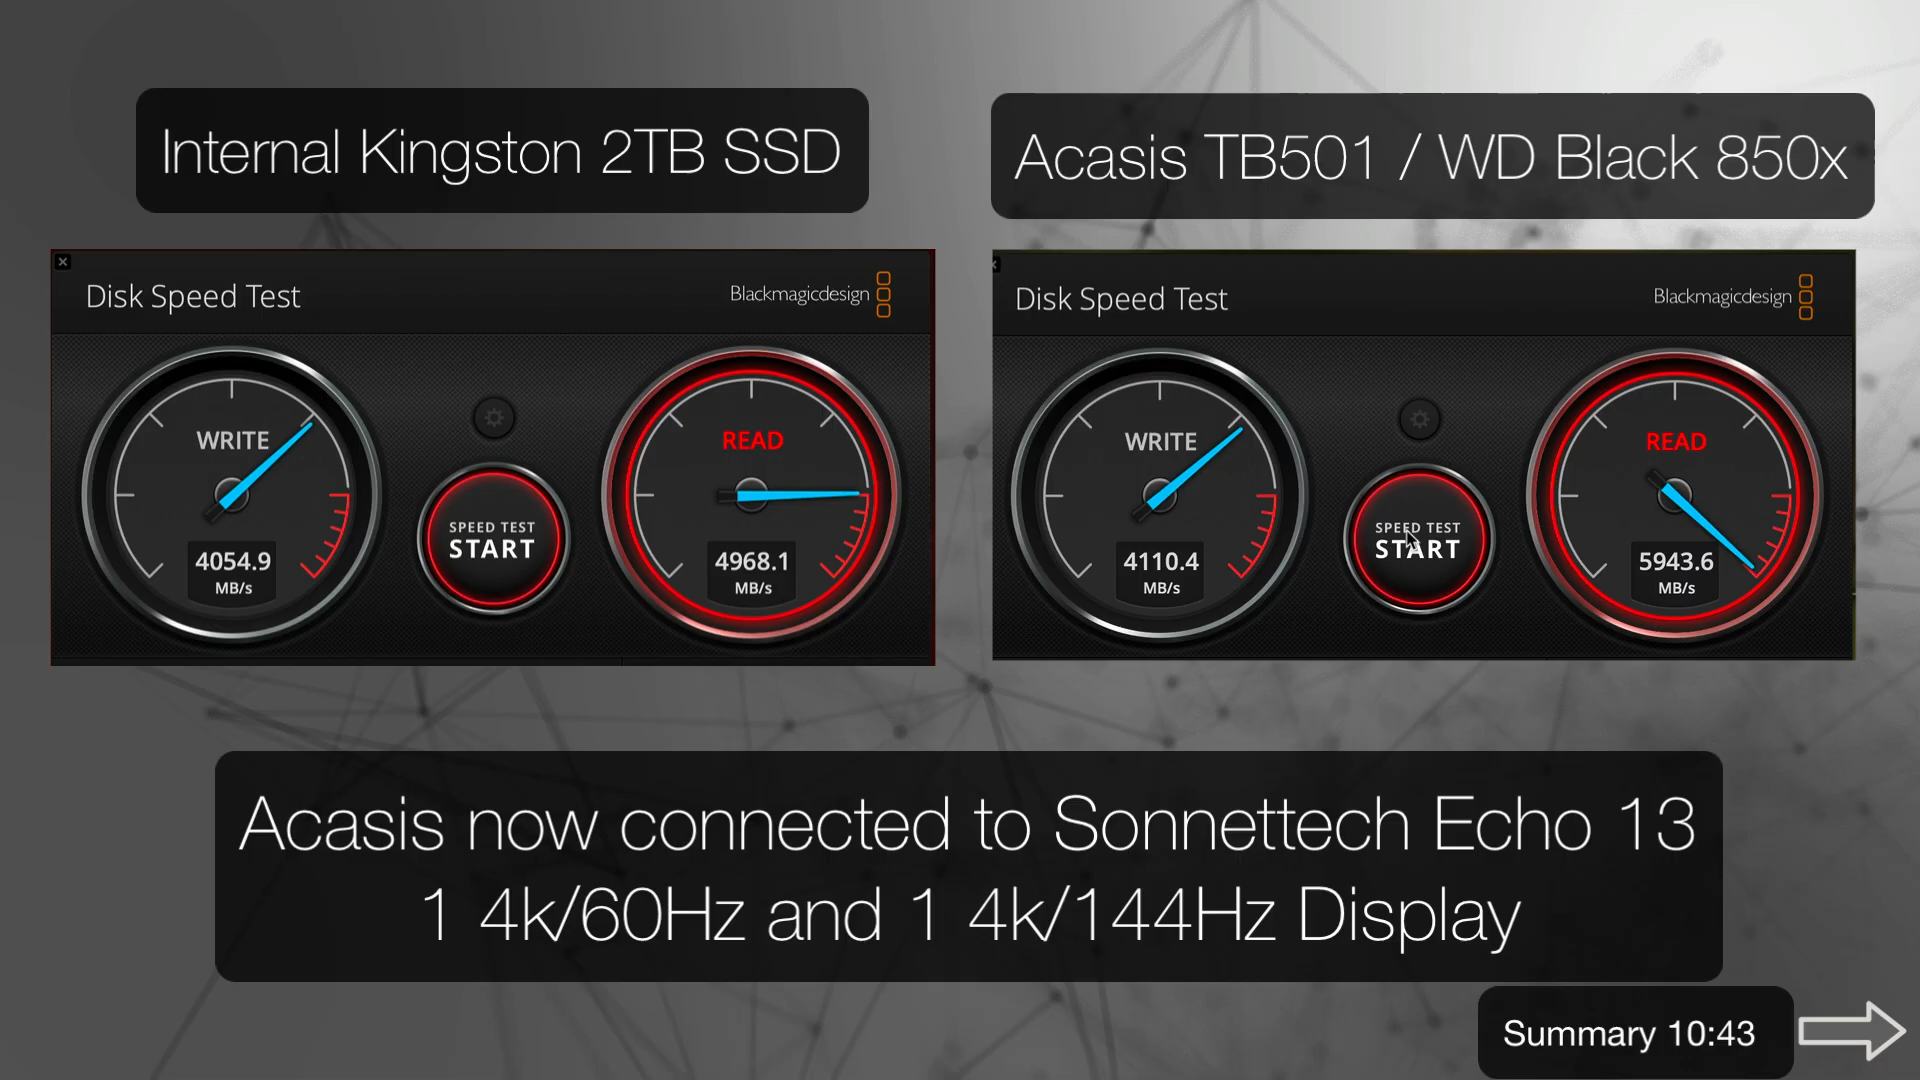 Internal Kingston 2TB SSD
Acasis TB501 / WD Black 850x
Disk Speed Test
Blackmagicdesign
WRITE
4054.9
MB/s
SPEED TEST
START
READ
4968.1
MB/s
Disk Speed Test
Blackmagicdesign
WRITE
4110.4
MB/s
SPEED TEST
START
READ
5943.6
MB/s
Acasis now connected to Sonnettech Echo 13
1 4k/60Hz and 1 4k/144Hz Display
Summary 10:43